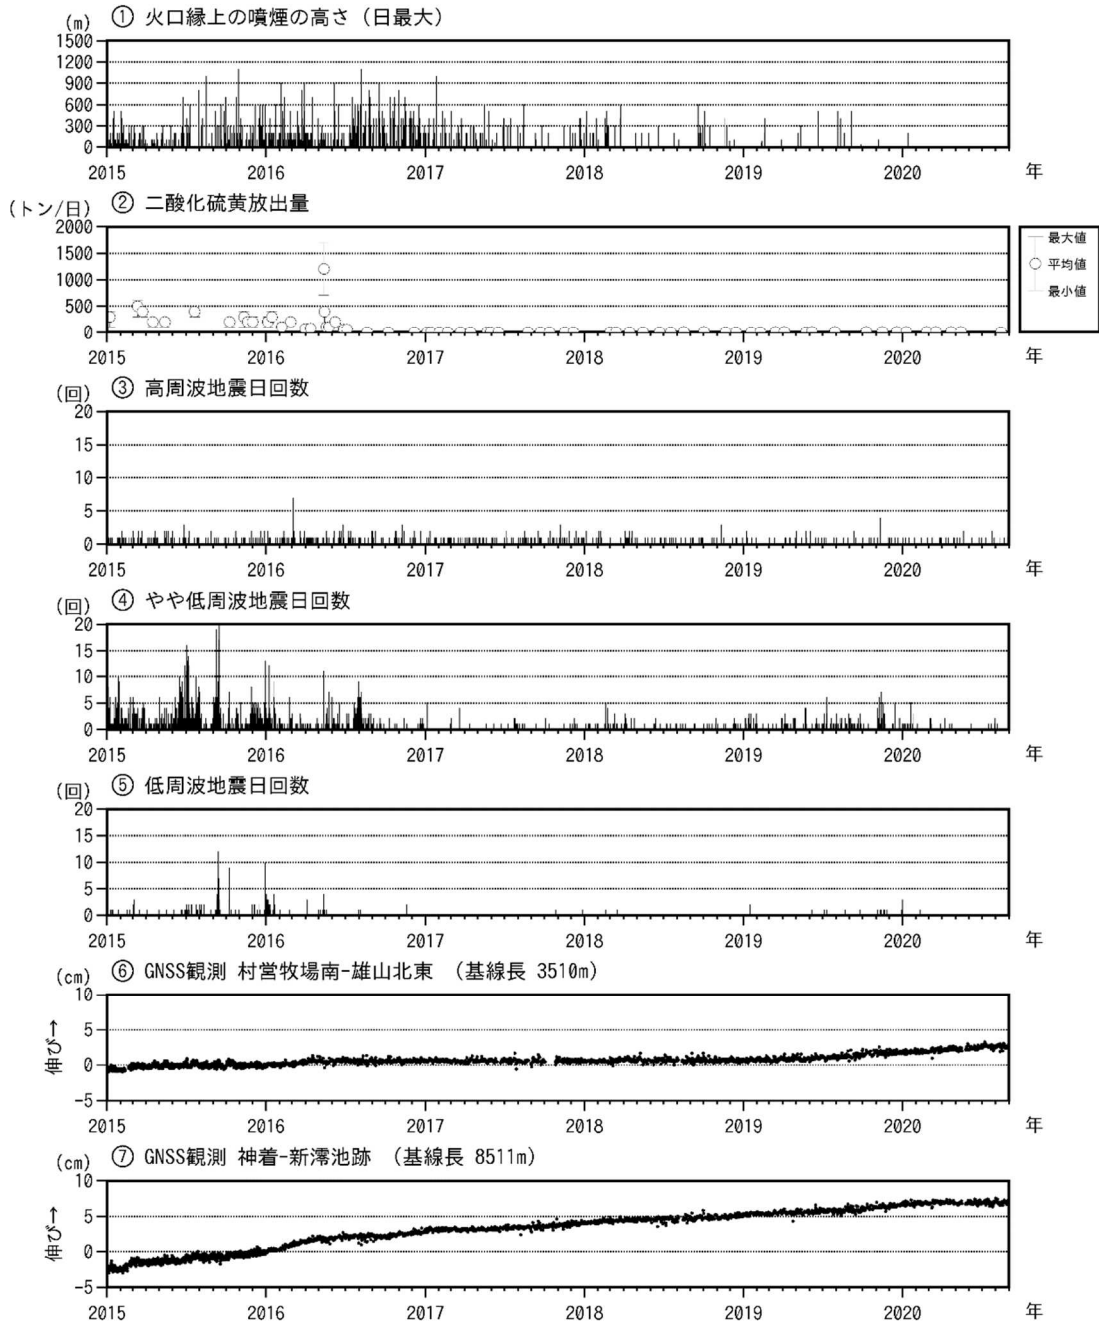 (m) ① 火口縁上の噴煙の高さ (日最大)
1500
1200
900
600
300
0
2015 2016 2017 2018 2019 2020 年
(トン/日) ② 二酸化硫黄放出量
2000
1500
1000
500
0
最大値
平均値
最小値
2015 2016 2017 2018 2019 2020 年
(回) ③ 高周波地震日回数
20
15
10
5
0
2015 2016 2017 2018 2019 2020 年
(回) ④ やや低周波地震日回数
20
15
10
5
0
2015 2016 2017 2018 2019 2020 年
(回) ⑤ 低周波地震日回数
20
15
10
5
0
2015 2016 2017 2018 2019 2020 年
(cm) ⑥ GNSS観測 村営牧場南-雄山北東 (基線長 3510m)
伸び→
10
5
0
-5
2015 2016 2017 2018 2019 2020 年
(cm) ⑦ GNSS観測 神着-新澪池跡 (基線長 8511m)
伸び→
10
5
0
-5
2015 2016 2017 2018 2019 2020 年